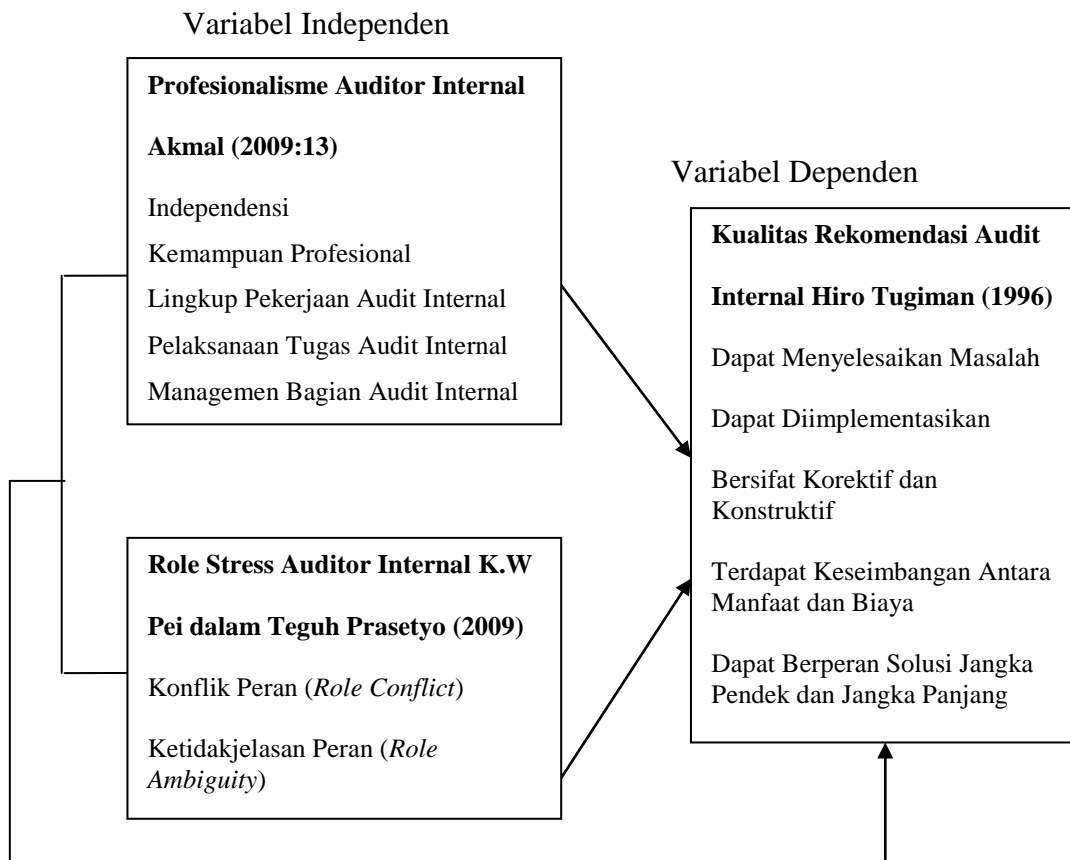 Variabel Independen
Profesionalisme Auditor Internal
Akmal (2009:13)
Independensi
Kemampuan Profesional
Lingkup Pekerjaan Audit Internal
Pelaksanaan Tugas Audit Internal
Managemen Bagian Audit Internal
Role Stress Auditor Internal K.W
Pei dalam Teguh Prasetyo (2009)
Konflik Peran (Role Conflict)
Ketidakjelasan Peran (Role
Ambiguity)
Variabel Dependen
Kualitas Rekomendasi Audit
Internal Hiro Tugiman (1996)
Dapat Menyelesaikan Masalah
Dapat Diimplementasikan
Bersifat Korektif dan
Konstruktif
Terdapat Keseimbangan Antara
Manfaat dan Biaya
Dapat Berperan Solusi Jangka
Pendek dan Jangka Panjang